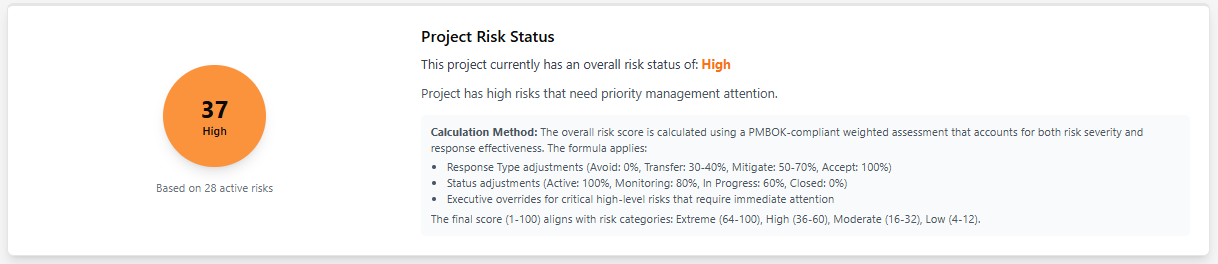 37
High
Based on 28 active risks
Project Risk Status
This project currently has an overall risk status of: High
Project has high risks that need priority management attention.
Calculation Method: The overall risk score is calculated using a PMBOK-compliant weighted assessment that accounts for both risk severity and
response effectiveness. The formula applies:
• Response Type adjustments (Avoid: 0%, Transfer: 30-40%, Mitigate: 50-70%, Accept: 100%)
• Status adjustments (Active: 100%, Monitoring: 80%, In Progress: 60%, Closed: 0%)
• Executive overrides for critical high-level risks that require immediate attention
The final score (1-100) aligns with risk categories: Extreme (64-100), High (36-60), Moderate (16-32), Low (4-12).